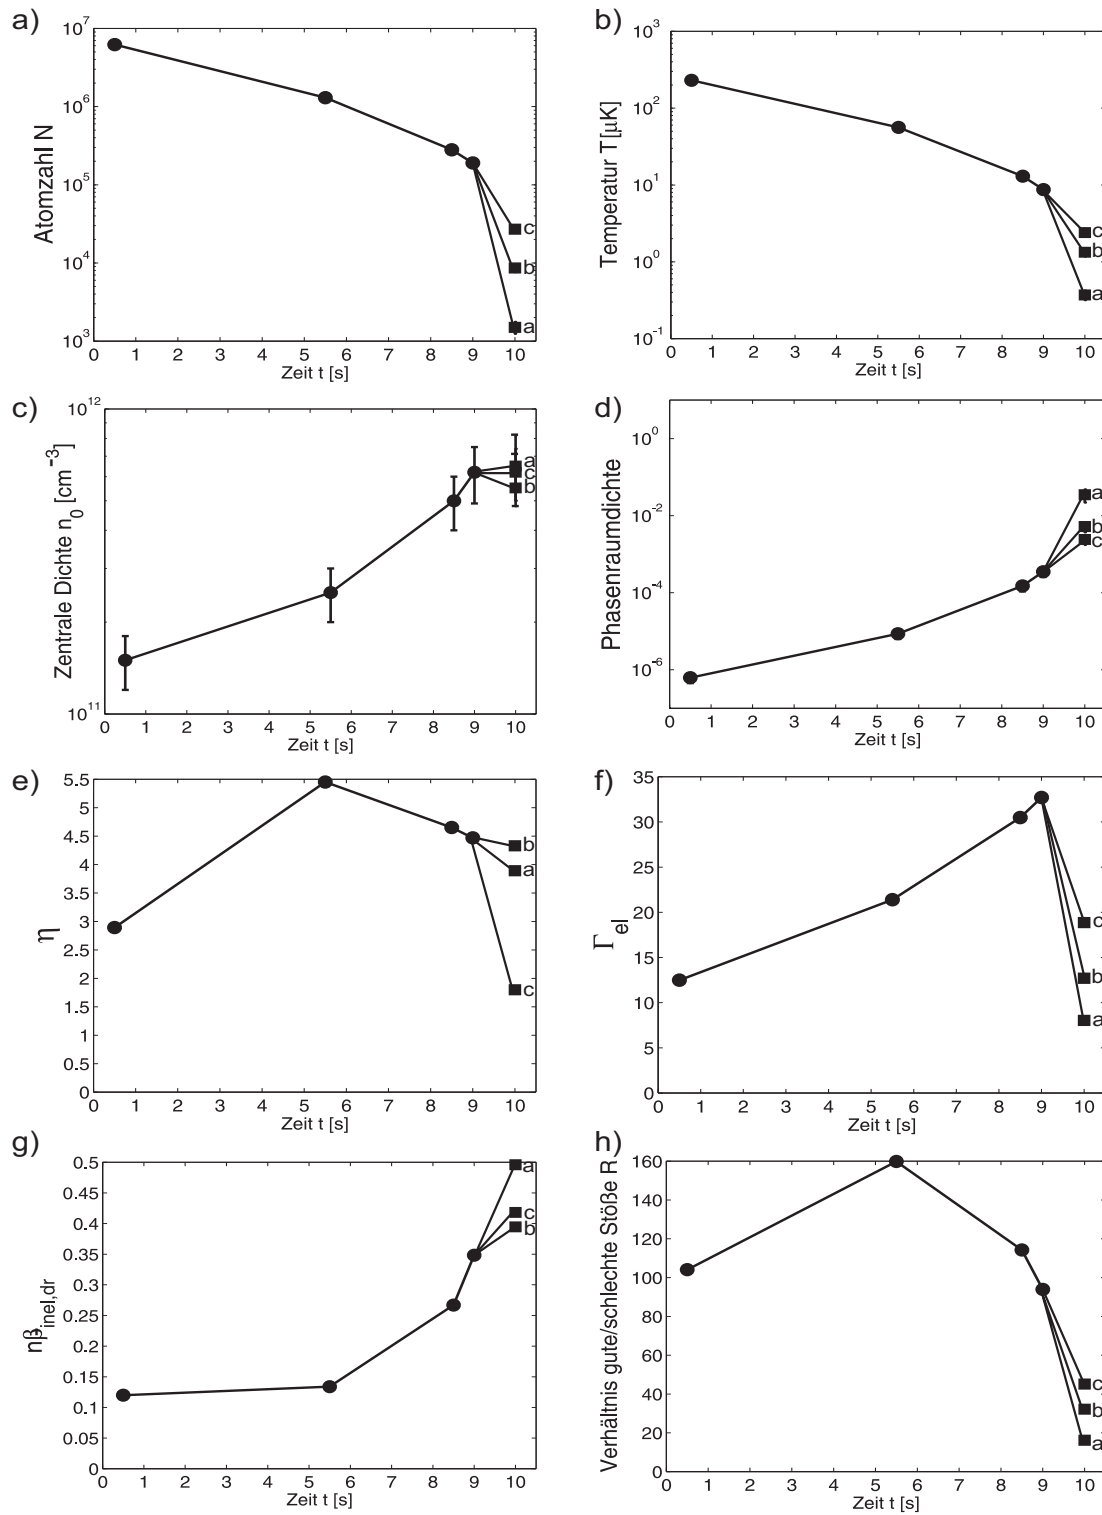 a)
10^7
10^6
10^5
10^4
10^3
Atomzahl N
c
b
a
0 1 2 3 4 5 6 7 8 9 10
Zeit t [s]
b)
10^3
10^2
10^1
10^0
10^-1
Temperatur T[μK]
c
b
a
0 1 2 3 4 5 6 7 8 9 10
Zeit t [s]
c)
10^12
10^11
Zentrale Dichte n_0 [cm^-3]
a
c
b
0 1 2 3 4 5 6 7 8 9 10
Zeit t [s]
d)
10^0
10^-2
10^-4
10^-6
Phasenraumdichte
a
b
c
0 1 2 3 4 5 6 7 8 9 10
Zeit t [s]
e)
5.5
5
4.5
4
3.5
3
2.5
2
1.5
1
0.5
0
η
b
a
c
0 1 2 3 4 5 6 7 8 9 10
Zeit t [s]
f)
35
30
25
20
15
10
5
0
Γ_el
c
b
a
0 1 2 3 4 5 6 7 8 9 10
Zeit t [s]
g)
0.5
0.45
0.4
0.35
0.3
0.25
0.2
0.15
0.1
0.05
0
nβ_inel,dr
a
c
b
0 1 2 3 4 5 6 7 8 9 10
Zeit t [s]
h)
160
140
120
100
80
60
40
20
0
Verhältnis gute/schlechte Stöße R
c
b
a
0 1 2 3 4 5 6 7 8 9 10
Zeit t [s]